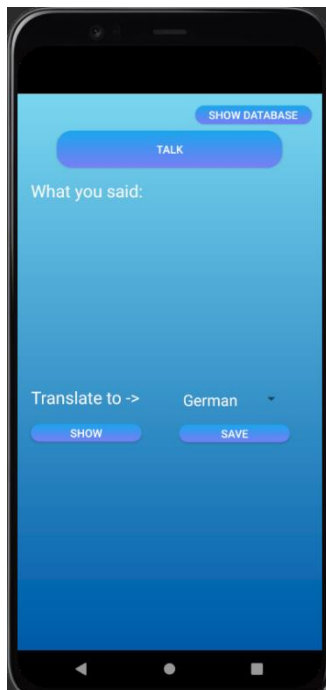 SHOW DATABASE
TALK
What you said:
Translate to -> German
SHOW SAVE